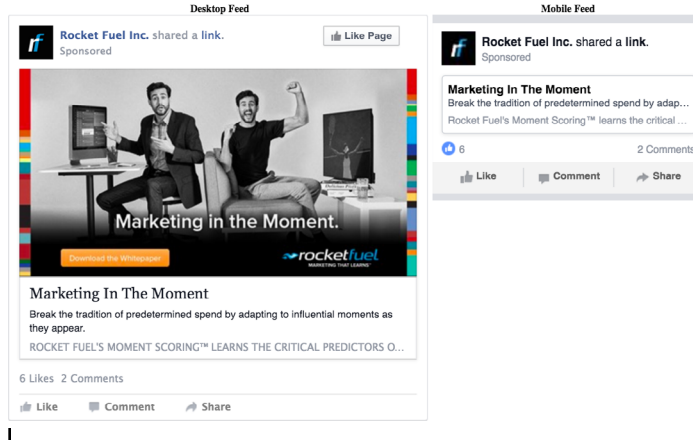 Desktop Feed
rf
Rocket Fuel Inc. shared a link.
Sponsored
Like Page
Marketing in the Moment.
Download the Whitepaper
rocketfuel
MARKETING THAT LEARNS
Marketing In The Moment
Break the tradition of predetermined spend by adapting to influential moments as
they appear.
ROCKET FUEL'S MOMENT SCORING™ LEARNS THE CRITICAL PREDICTORS O...
6 Likes 2 Comments
Like Comment Share
Mobile Feed
rf
Rocket Fuel Inc. shared a link.
Sponsored
Marketing In The Moment
Break the tradition of predetermined spend by adap...
Rocket Fuel's Moment Scoring™ learns the critical ...
6 2 Comments
Like Comment Share